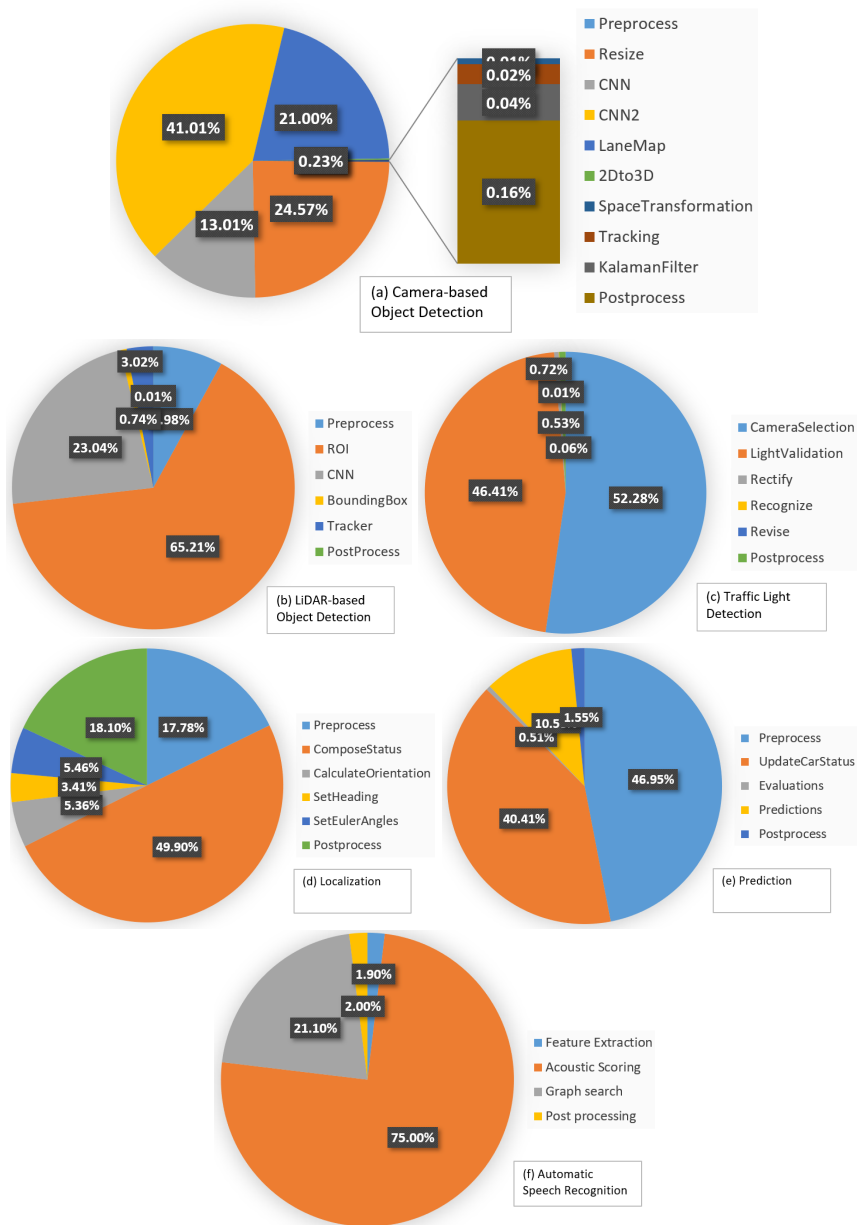 41.01%
21.00%
0.23%
24.57%
13.01%
0.02%
0.04%
0.16%
Preprocess
Resize
CNN
CNN2
LaneMap
2Dto3D
SpaceTransformation
Tracking
KalamanFilter
Postprocess
(a) Camera-based
Object Detection
3.02%
0.01%
0.74%
23.04%
65.21%
Preprocess
ROI
CNN
BoundingBox
Tracker
PostProcess
(b) LiDAR-based
Object Detection
0.72%
0.01%
0.53%
0.06%
46.41%
52.28%
CameraSelection
LightValidation
Rectify
Recognize
Revise
Postprocess
(c) Traffic Light
Detection
18.10%
17.78%
5.46%
3.41%
5.36%
49.90%
Preprocess
ComposeStatus
CalculateOrientation
SetHeading
SetEulerAngles
Postprocess
(d) Localization
1.55%
0.51%
46.95%
40.41%
Preprocess
UpdateCarStatus
Evaluations
Predictions
Postprocess
(e) Prediction
1.90%
2.00%
21.10%
75.00%
Feature Extraction
Acoustic Scoring
Graph search
Post processing
(f) Automatic
Speech Recognition